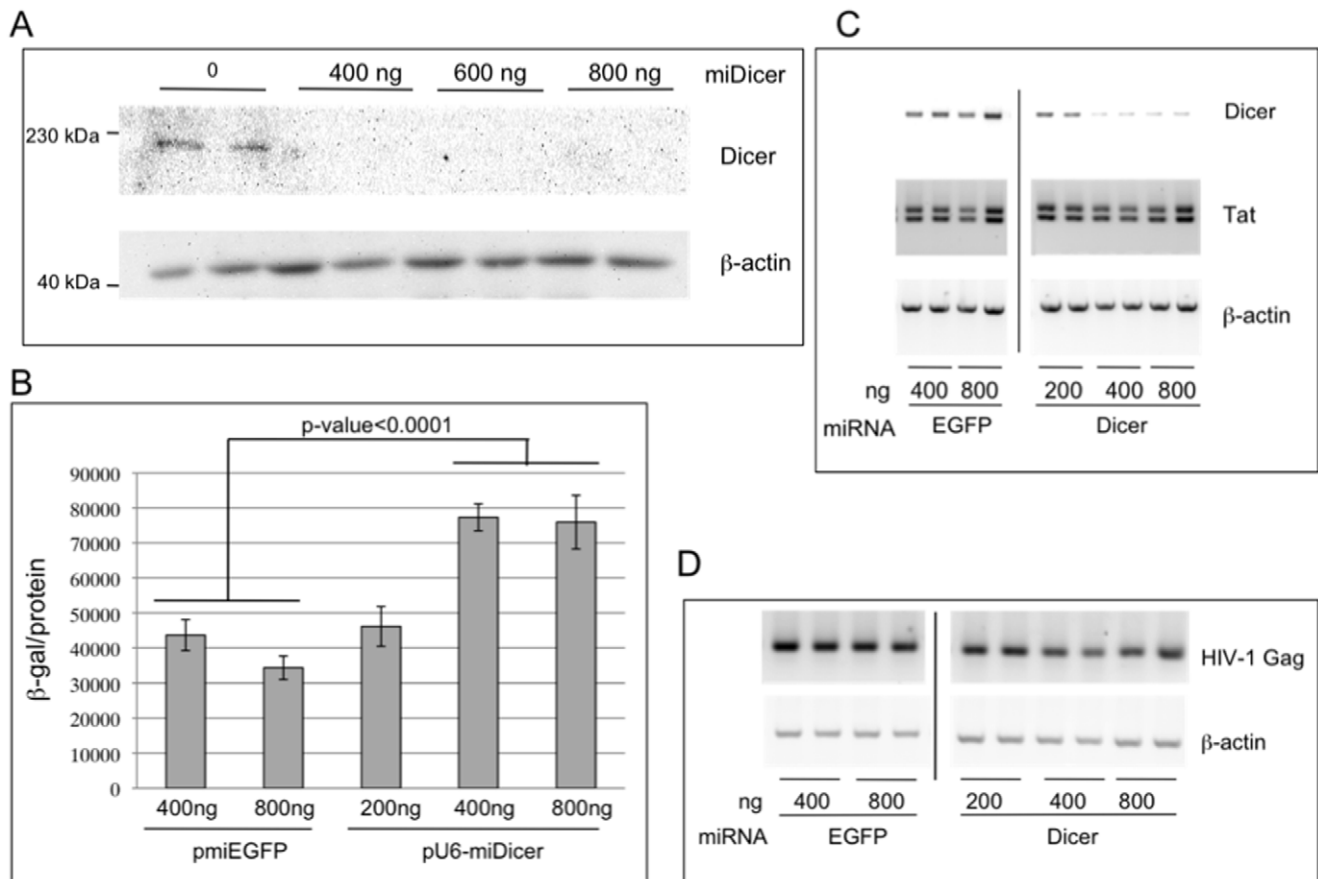 A
0 400 ng 600 ng 800 ng miDicer
230 kDa
Dicer
β-actin
40 kDa
B
p-value<0.0001
90000
80000
70000
60000
50000
40000
30000
20000
10000
0
β-gal/protein
400ng 800ng 200ng 400ng 800ng
pmiEGFP pU6-miDicer
C
Dicer
Tat
β-actin
ng 400 800 200 400 800
miRNA EGFP Dicer
D
HIV-1 Gag
β-actin
ng 400 800 200 400 800
miRNA EGFP Dicer